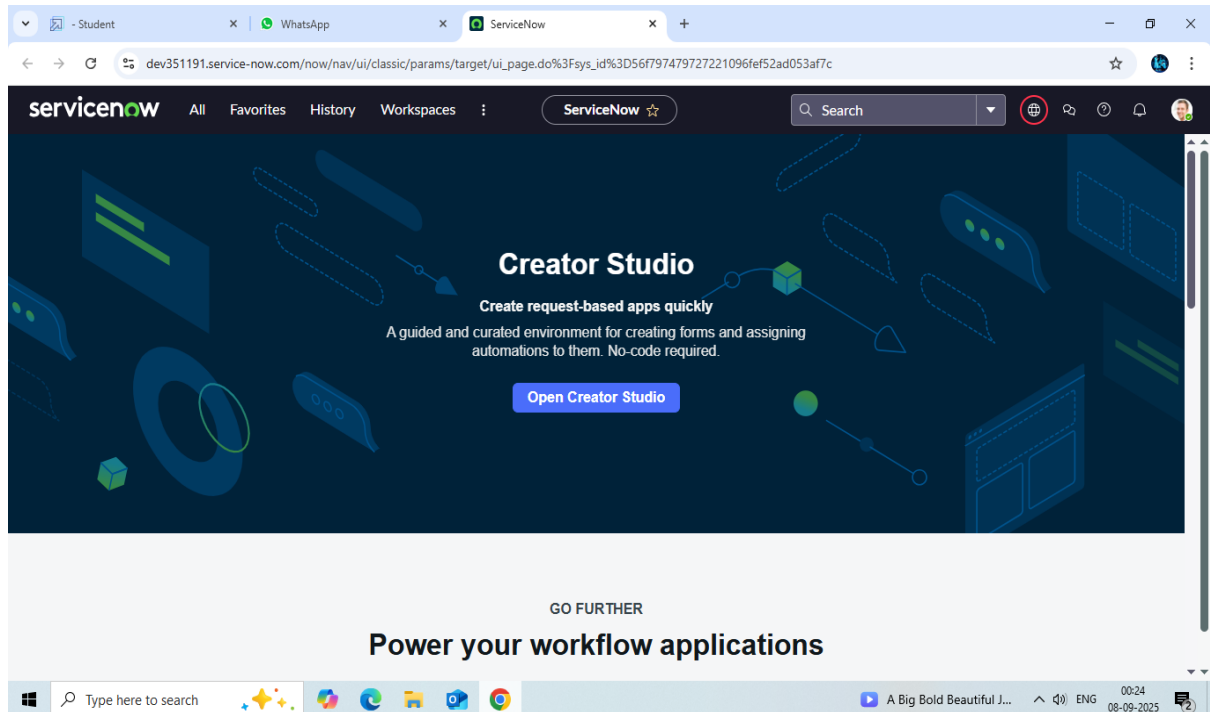 - Student
WhatsApp
ServiceNow
dev351191.service-now.com/now/nav/ui/classic/params/target/ui_page.do%3Fsys_id%3D56f797479727221096fef52ad053af7c
servicenow All Favorites History Workspaces ServiceNow Search
Creator Studio
Create request-based apps quickly
A guided and curated environment for creating forms and assigning
automations to them. No-code required.
Open Creator Studio
GO FURTHER
Power your workflow applications
Type here to search A Big Bold Beautiful J... ENG 00:24
08-09-2025 2